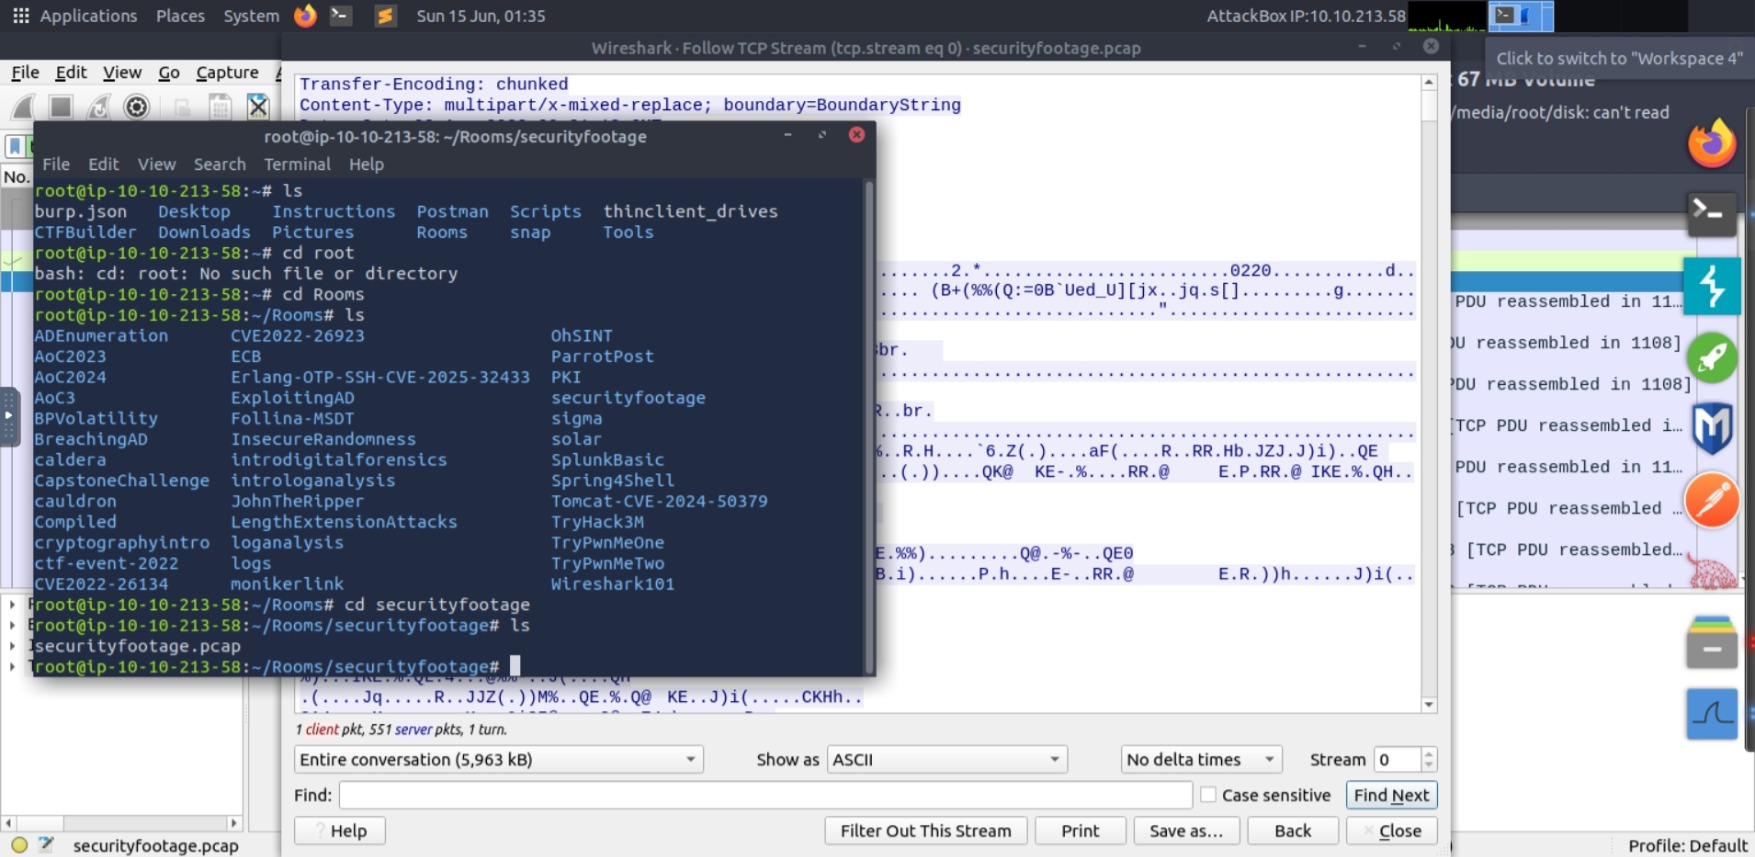 Applications Places System Sun 15 Jun, 01:35 AttackBox IP:10.10.213.58
Wireshark · Follow TCP Stream (tcp.stream eq 0) · securityfootage.pcap
Click to switch to "Workspace 4"
File Edit View Go Capture
67 MB Volume
/media/root/disk: can't read
Transfer-Encoding: chunked
Content-Type: multipart/x-mixed-replace; boundary=BoundaryString
No.
root@ip-10-10-213-58: ~/Rooms/securityfootage
File Edit View Search Terminal Help
root@ip-10-10-213-58:~# ls
burp.json Desktop Instructions Postman Scripts thinclient_drives
CTFBuilder Downloads Pictures Rooms snap Tools
root@ip-10-10-213-58:~# cd root
bash: cd: root: No such file or directory
root@ip-10-10-213-58:~# cd Rooms
root@ip-10-10-213-58:~/Rooms# ls
ADEnumeration CVE2022-26923 OhSINT
AoC2023 ECB ParrotPost
AoC2024 Erlang-OTP-SSH-CVE-2025-32433 PKI
AoC3 ExploitingAD securityfootage
BPVolatility Follina-MSDT sigma
BreachingAD InsecureRandomness solar
caldera introdigitalforensics SplunkBasic
CapstoneChallenge introloganalysis Spring4Shell
cauldron JohnTheRipper Tomcat-CVE-2024-50379
Compiled LengthExtensionAttacks TryHack3M
cryptographyintro loganalysis TryPwnMeOne
ctf-event-2022 logs TryPwnMeTwo
CVE2022-26134 monikerlink Wireshark101
root@ip-10-10-213-58:~/Rooms# cd securityfootage
root@ip-10-10-213-58:~/Rooms/securityfootage# ls
securityfootage.pcap
root@ip-10-10-213-58:~/Rooms/securityfootage#
.......2.*........................0220...........d..
.... (B+(%%(Q:=0B`Ued_U][jx..jq.s[].........g.......
br.
R..br.
%..R.H....`6.Z(.)....aF(....R..RR.Hb.JZJ.J)i)..QE
..(.))....QK@ KE-.%....RR.@ E.P.RR.@ IKE.%.QH..
E.%%).........Q@.-%-..QE0
B.i)......P.h....E-..RR.@ E.R.))h......J)i(..
.(....Jq.....R..JJZ(.))M%..QE.%.Q@ KE..J)i(.....CKHh..
PDU reassembled in 11…
PDU reassembled in 1108]
PDU reassembled in 1108]
[TCP PDU reassembled i…
PDU reassembled in 11…
[TCP PDU reassembled …
[TCP PDU reassembled…
1 client pkt, 551 server pkts, 1 turn.
Entire conversation (5,963 kB) Show as ASCII No delta times Stream 0
Find: Case sensitive Find Next
Help Filter Out This Stream Print Save as… Back Close
securityfootage.pcap Profile: Default